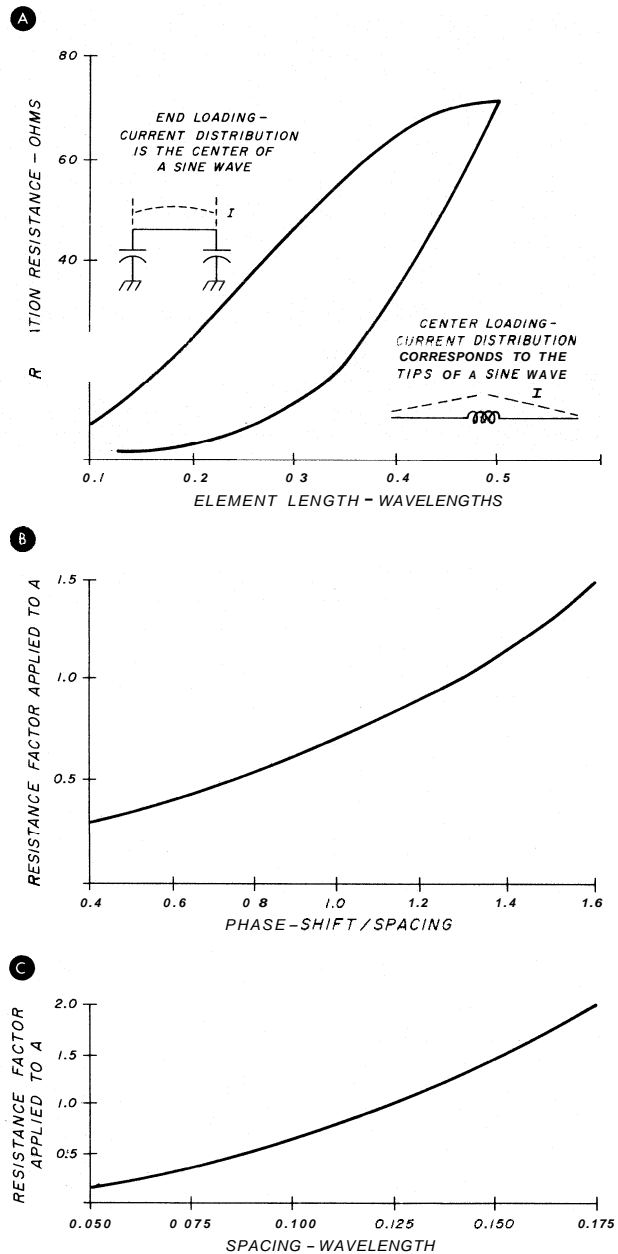 A
80
60
40
R ATION RESISTANCE – OHMS
END LOADING –
CURRENT DISTRIBUTION
IS THE CENTER OF
A SINE WAVE
I
CENTER LOADING –
CURRENT DISTRIBUTION
CORRESPONDS TO THE
TIPS OF A SINE WAVE
I
0.1 0.2 0.3 0.4 0.5
ELEMENT LENGTH – WAVELENGTHS
B
1.5
1.0
0.5
RESISTANCE FACTOR APPLIED TO A
0.4 0.6 0 8 1.0 1.2 1.4 1.6
PHASE – SHIFT / SPACING
C
2.0
1.5
1.0
0.5
RESISTANCE FACTOR
APPLIED TO A
0.050 0 075 0.100 0.125 0.150 0.175
SPACING – WAVELENGTH